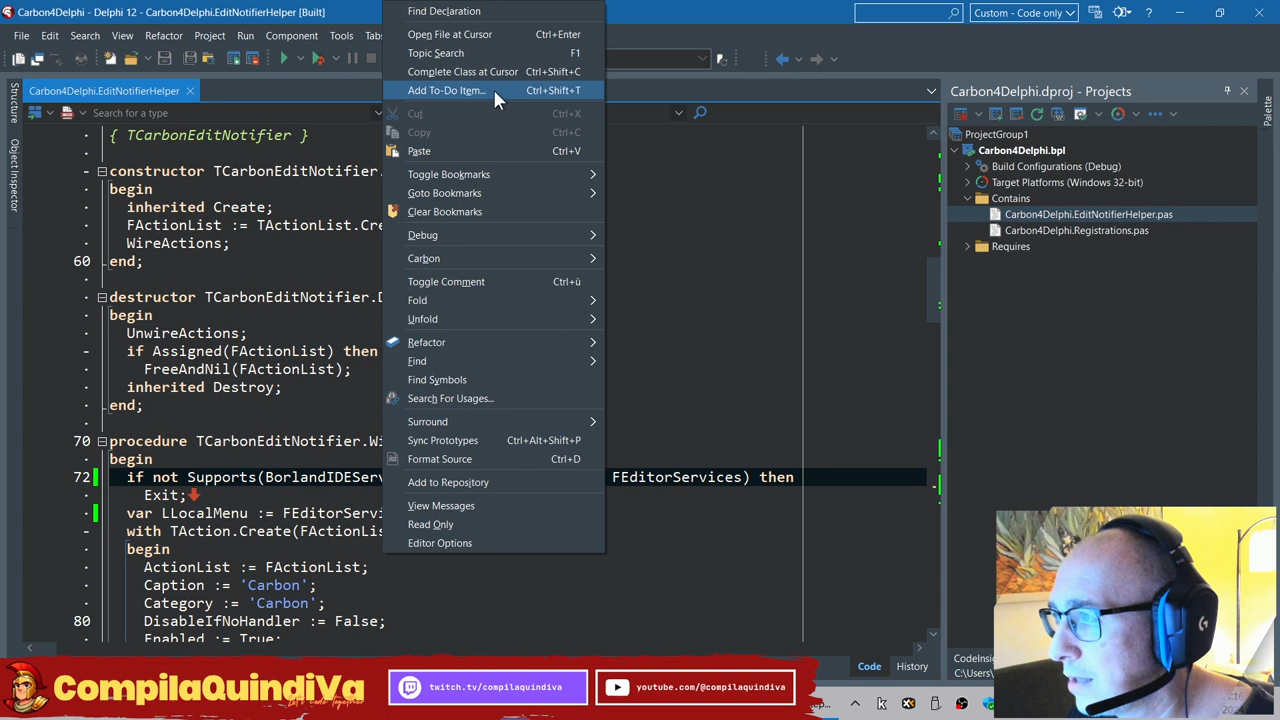 Carbon4Delphi - Delphi 12 - Carbon4Delphi.EditNotifierHelper [Built]
Custom - Code only
File Edit Search View Refactor Project Run Component Tools
Carbon4Delphi.EditNotifierHelper
Search for a type
{ TCarbonEditNotifier }
constructor TCarbonEditNotifier.
begin
inherited Create;
FActionList := TActionList.Cre
WireActions;
60 end;
destructor TCarbonEditNotifier.D
begin
UnwireActions;
if Assigned(FActionList) then
FreeAndNil(FActionList);
inherited Destroy;
end;
70 procedure TCarbonEditNotifier.Wi
begin
72 if not Supports(BorlandIDEServ FEditorServices) then
Exit;
var LLocalMenu := FEditorServi
with TAction.Create(FActionLis
begin
ActionList := FActionList;
Caption := 'Carbon';
Category := 'Carbon';
80 DisableIfNoHandler := False;
Enabled := True;
Find Declaration
Open File at Cursor Ctrl+Enter
Topic Search F1
Complete Class at Cursor Ctrl+Shift+C
Add To-Do Item... Ctrl+Shift+T
Cut Ctrl+X
Copy Ctrl+C
Paste Ctrl+V
Toggle Bookmarks
Goto Bookmarks
Clear Bookmarks
Debug
Carbon
Toggle Comment Ctrl+ù
Fold
Unfold
Refactor
Find
Find Symbols
Search For Usages...
Surround
Sync Prototypes Ctrl+Alt+Shift+P
Format Source Ctrl+D
Add to Repository
View Messages
Read Only
Editor Options
Structure
Object Inspector
Palette
Carbon4Delphi.dproj - Projects
ProjectGroup1
Carbon4Delphi.bpl
Build Configurations (Debug)
Target Platforms (Windows 32-bit)
Contains
Carbon4Delphi.EditNotifierHelper.pas
Carbon4Delphi.Registrations.pas
Requires
Code History
C:\Users\
CompilaQuindiVa
Let's code Together
twitch.tv/compilaquindiva
youtube.com/@compilaquindiva